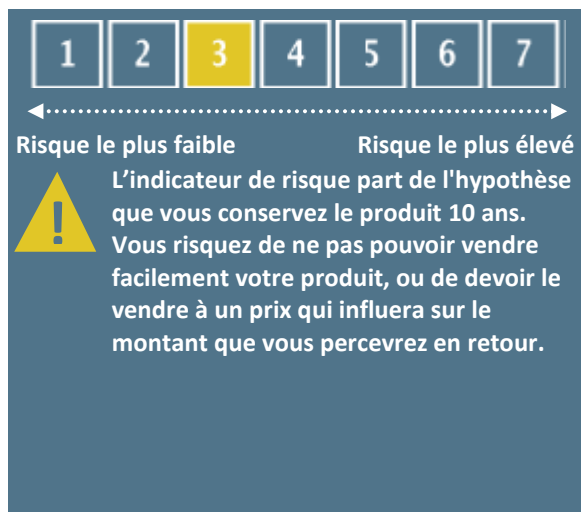 1 2 3 4 5 6 7
Risque le plus faible Risque le plus élevé
!
L’indicateur de risque part de l'hypothèse
que vous conservez le produit 10 ans.
Vous risquez de ne pas pouvoir vendre
facilement votre produit, ou de devoir le
vendre à un prix qui influera sur le
montant que vous percevrez en retour.